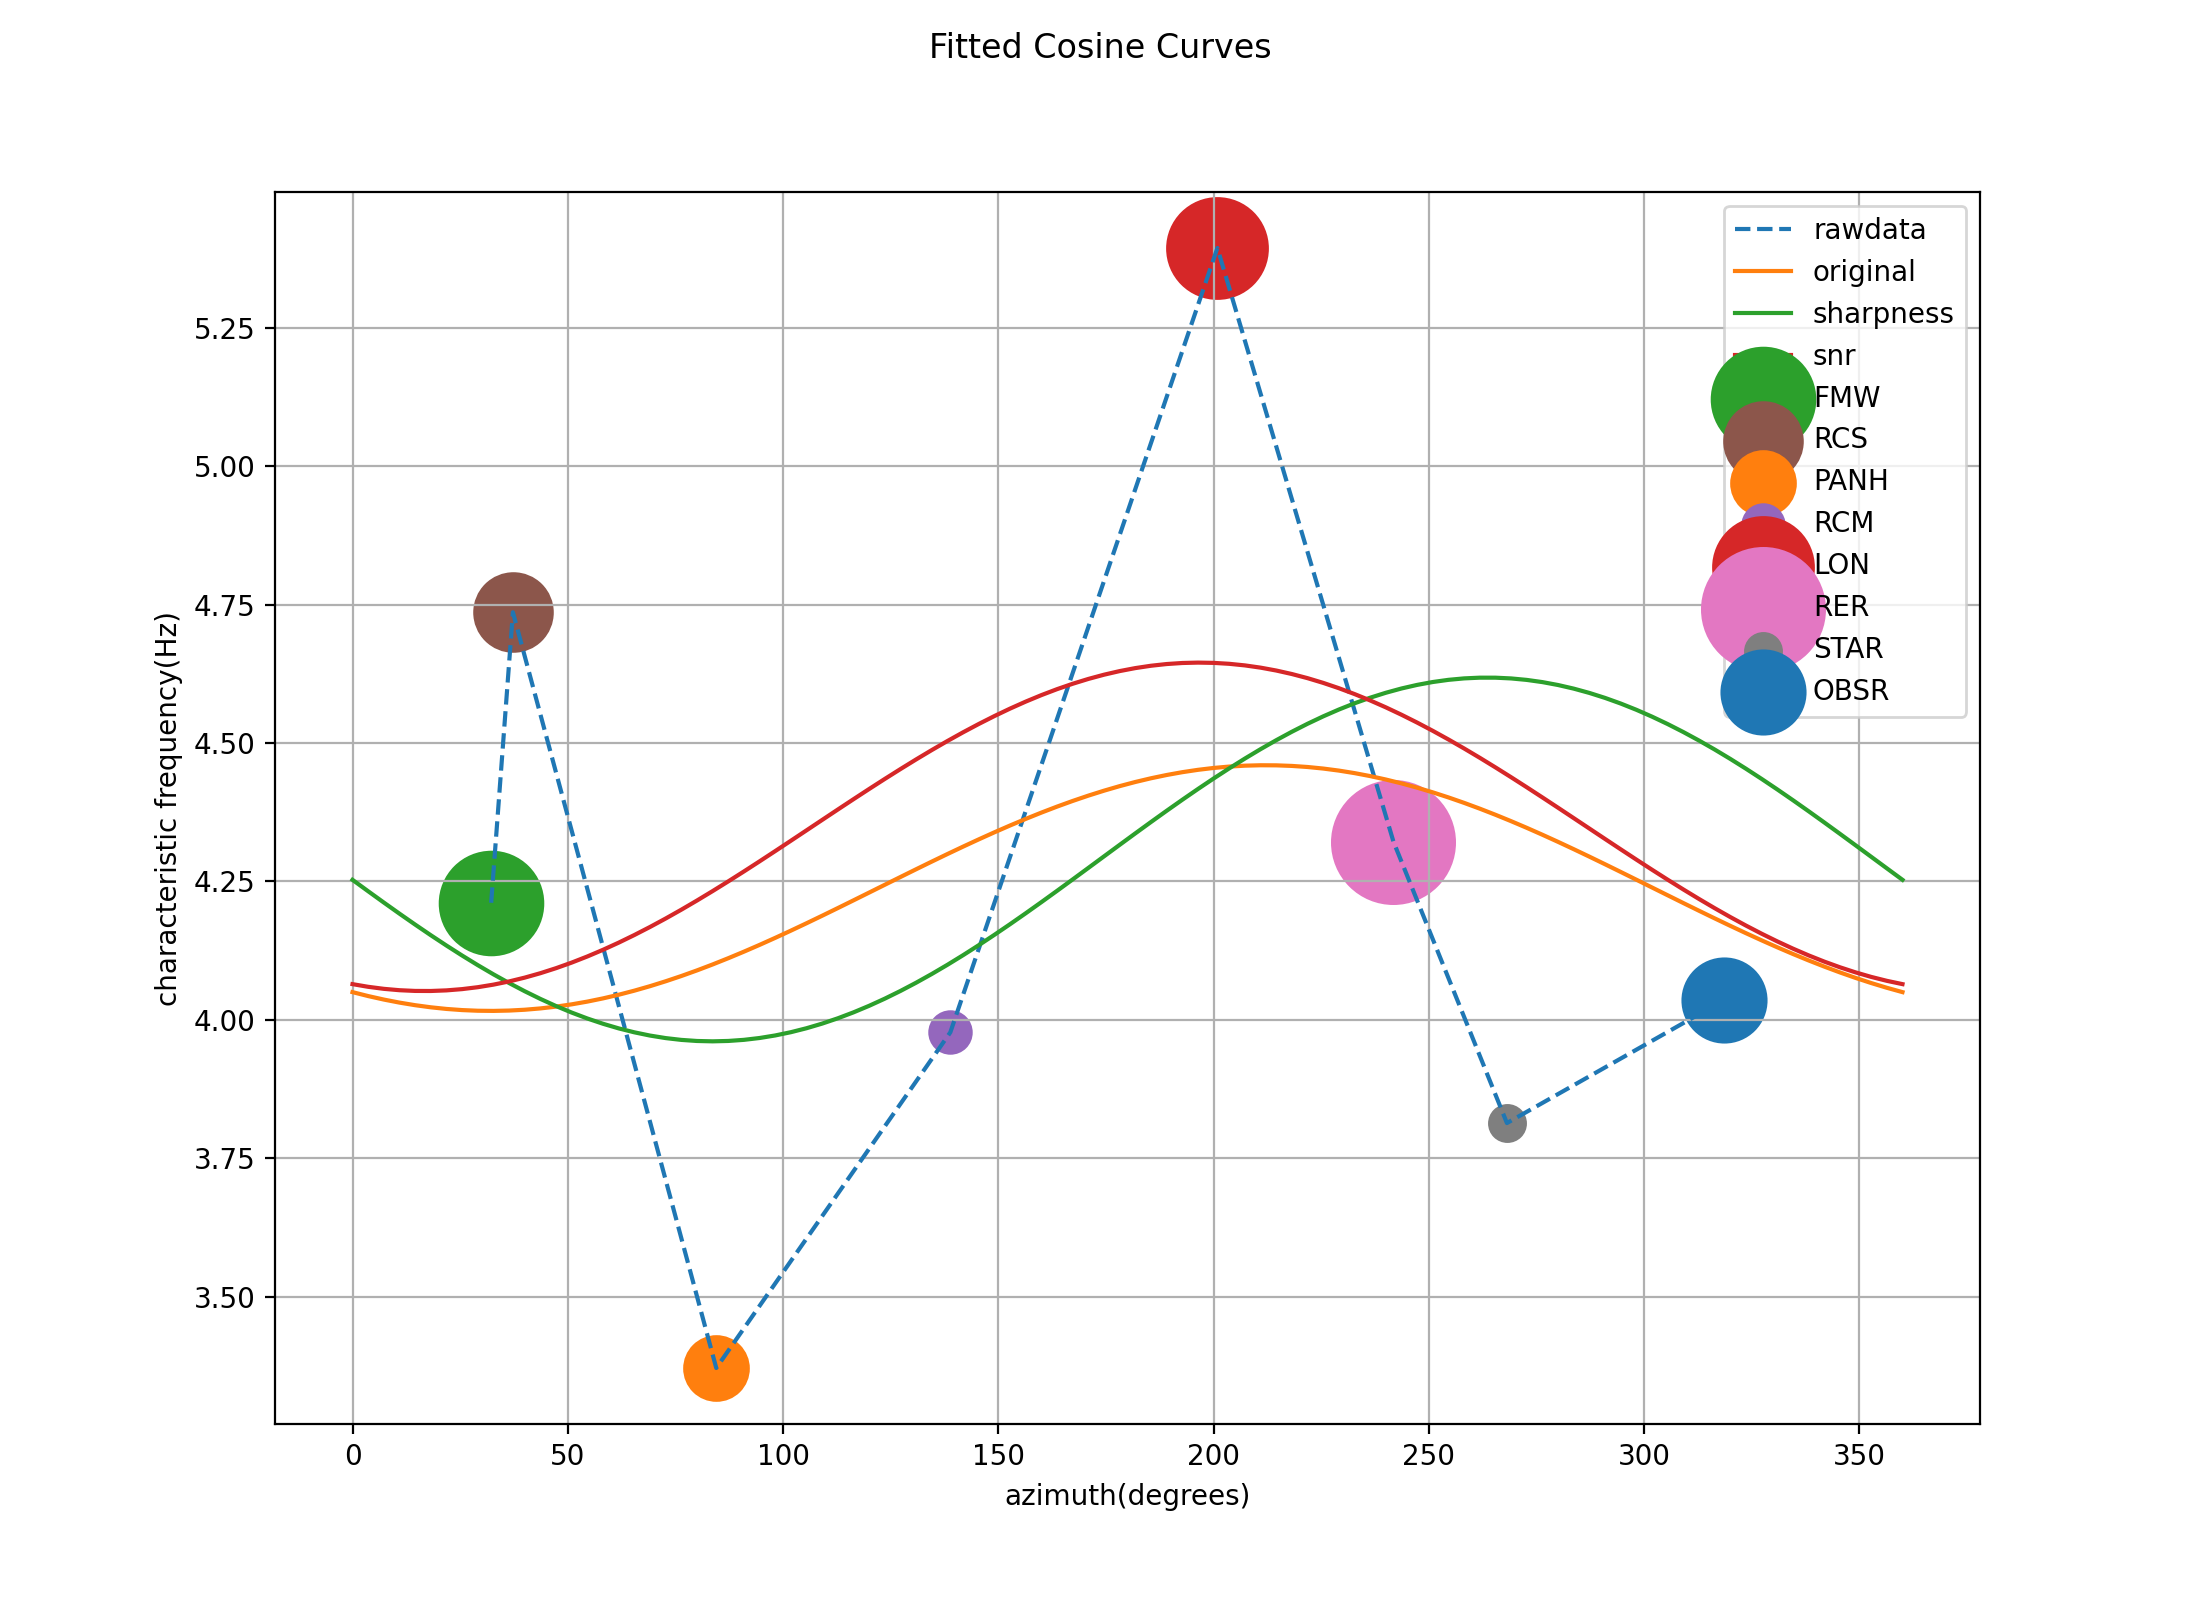 Fitted Cosine Curves
rawdata
original
sharpness
snr
FMW
RCS
PANH
RCM
LON
RER
STAR
OBSR
characteristic frequency(Hz)
5.25
5.00
4.75
4.50
4.25
4.00
3.75
3.50
0 50 100 150 200 250 300 350
azimuth(degrees)